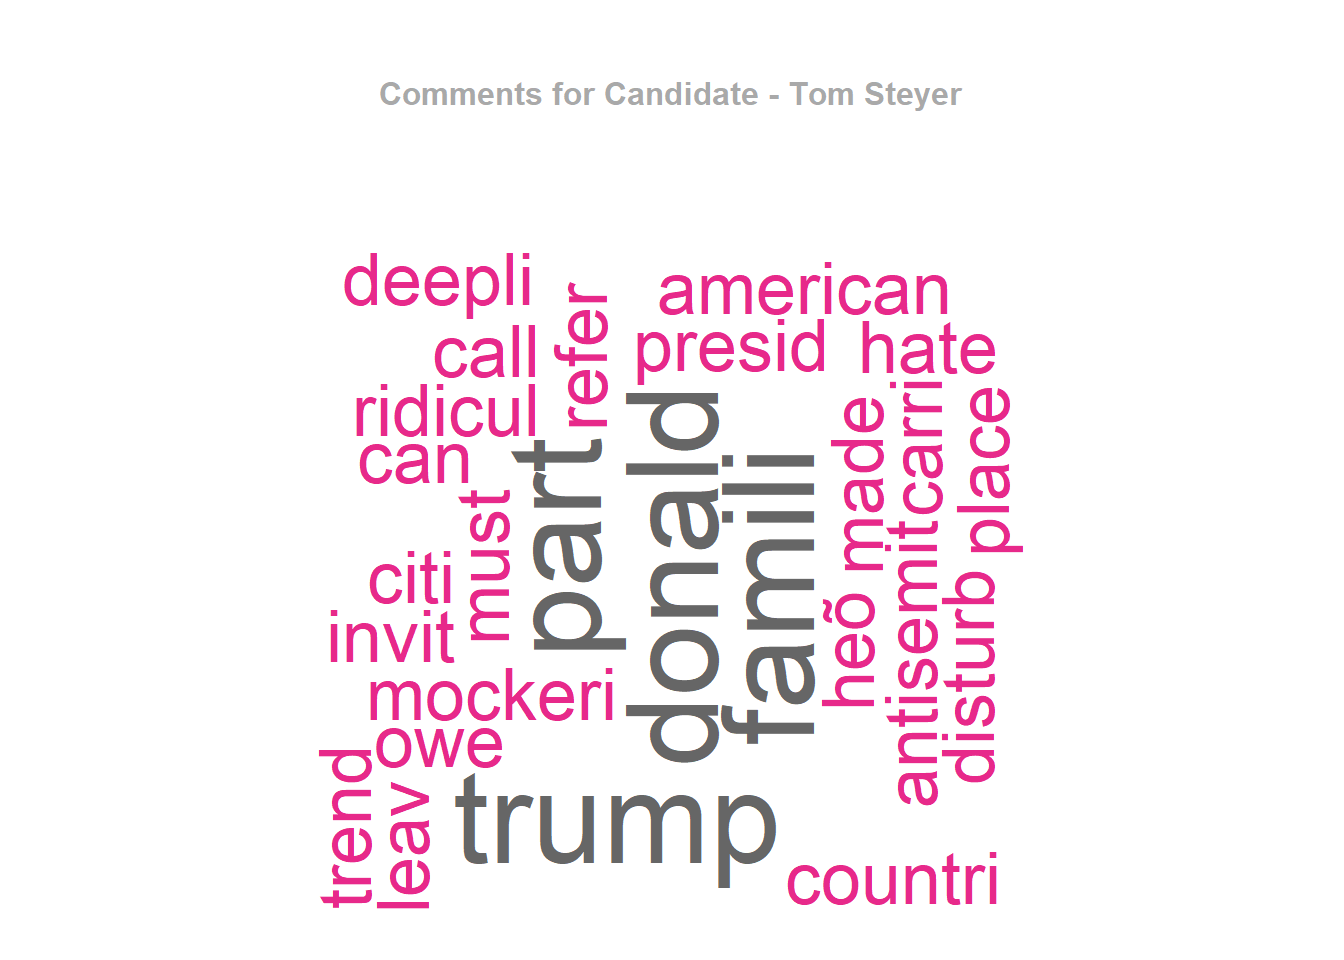 Comments for Candidate - Tom Steyer
deepli
american
call
refer
presid
hate
ridicul
can
part
donald
famili
made
carri
place
must
citi
invit
heõ
antisemit
disturb
mockeri
owe
trend
leav
trump
countri